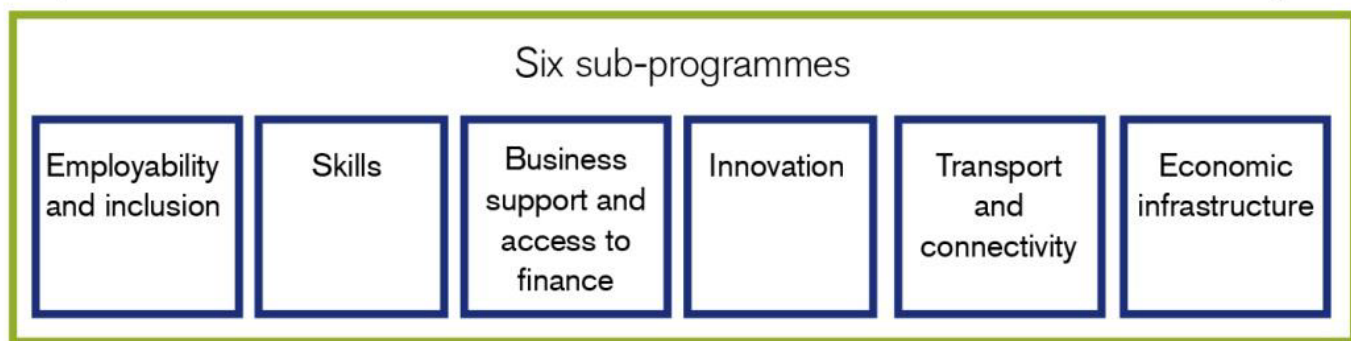 Six sub-programmes
Employability
and inclusion
Skills
Business
support and
access to
finance
Innovation
Transport
and
connectivity
Economic
infrastructure